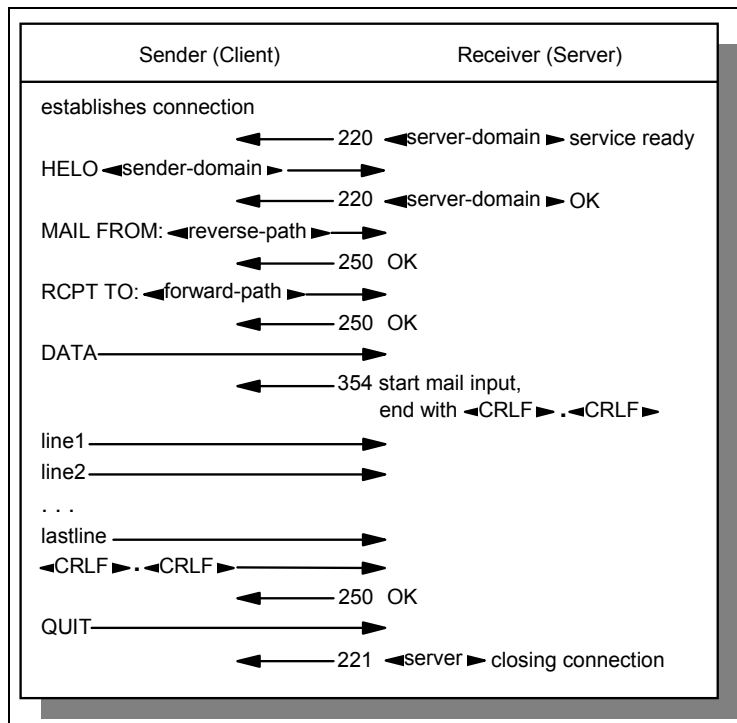 Sender (Client) Receiver (Server)
establishes connection
220 ◄server-domain► service ready
HELO ◄sender-domain►
220 ◄server-domain► OK
MAIL FROM: ◄reverse-path►
250 OK
RCPT TO: ◄forward-path►
250 OK
DATA
354 start mail input,
end with ◄CRLF►.◄CRLF►
line1
line2
. . .
lastline
◄CRLF►.◄CRLF►
250 OK
QUIT
221 ◄server► closing connection